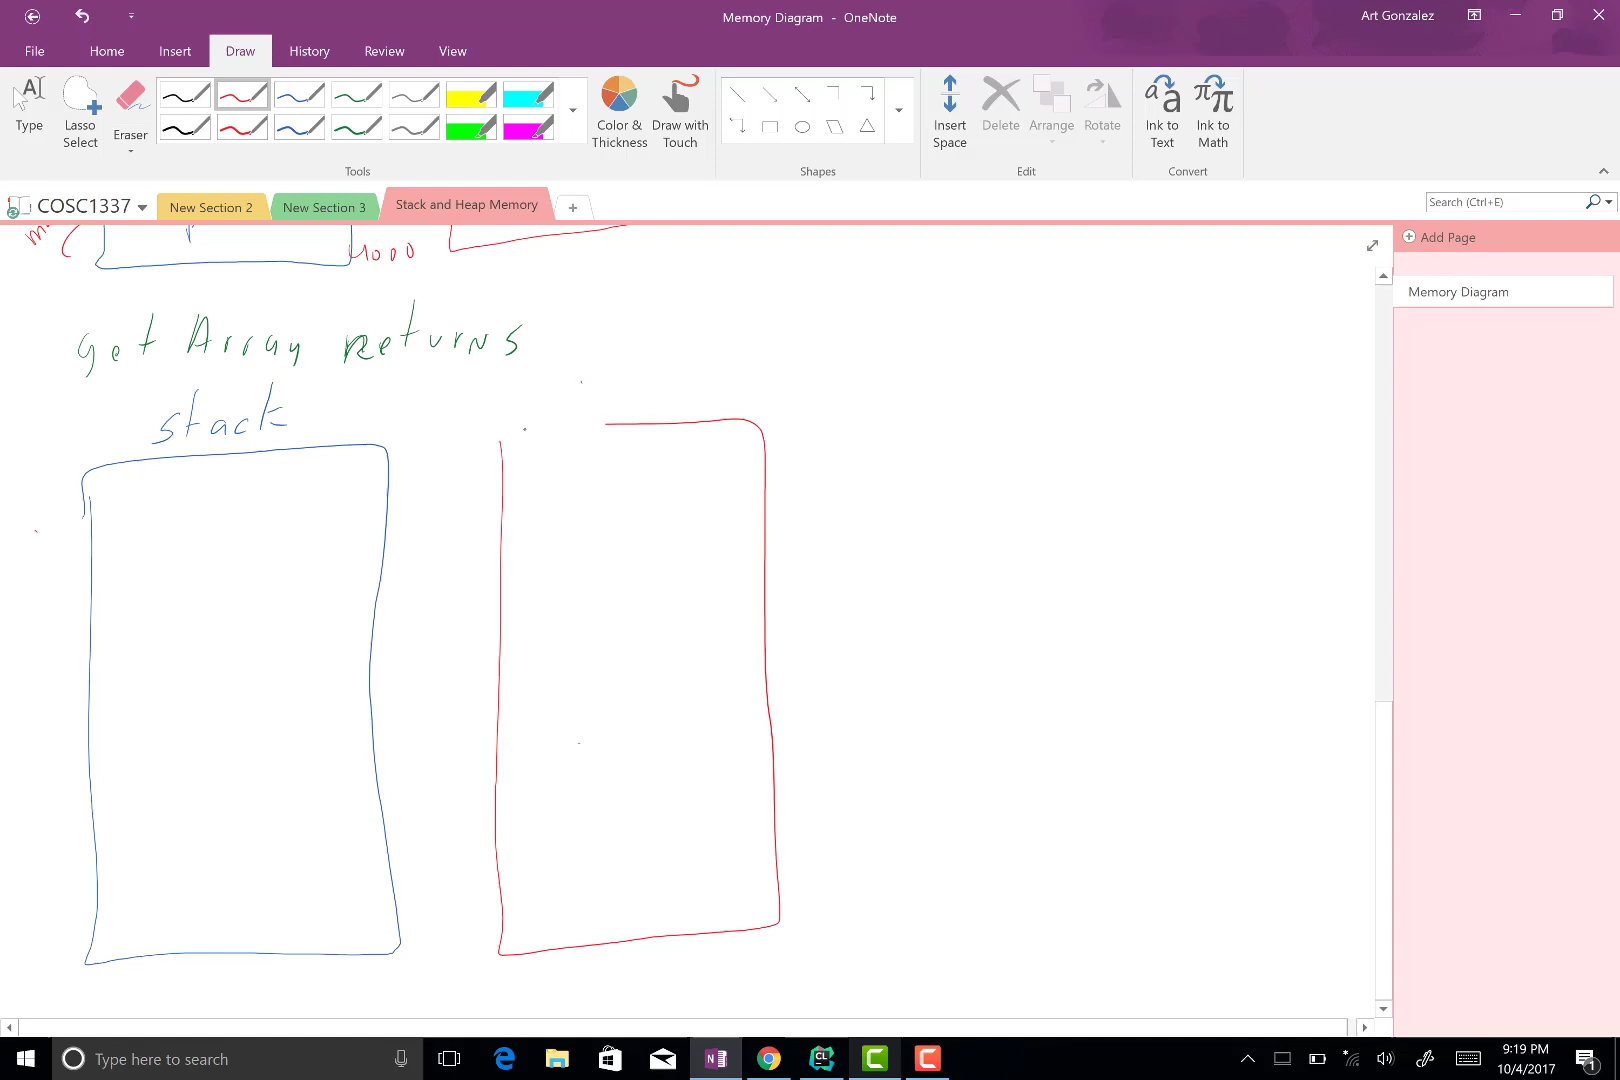 Memory Diagram - OneNote
Art Gonzalez
File Home Insert Draw History Review View
Type
Lasso Select
Eraser
Color & Thickness
Draw with Touch
Insert Space
Delete
Arrange
Rotate
Ink to Text
Ink to Math
Tools
Shapes
Edit
Convert
COSC1337
New Section 2
New Section 3
Stack and Heap Memory
Search (Ctrl+E)
Add Page
Memory Diagram
4000
get Array returns
stack
Type here to search
9:19 PM
10/4/2017